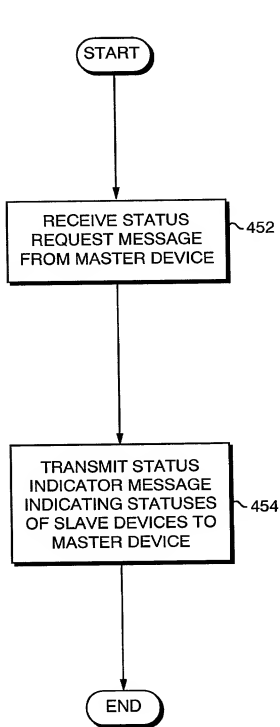 START
RECEIVE STATUS
REQUEST MESSAGE
FROM MASTER DEVICE
452
TRANSMIT STATUS
INDICATOR MESSAGE
INDICATING STATUSES
OF SLAVE DEVICES TO
MASTER DEVICE
454
END